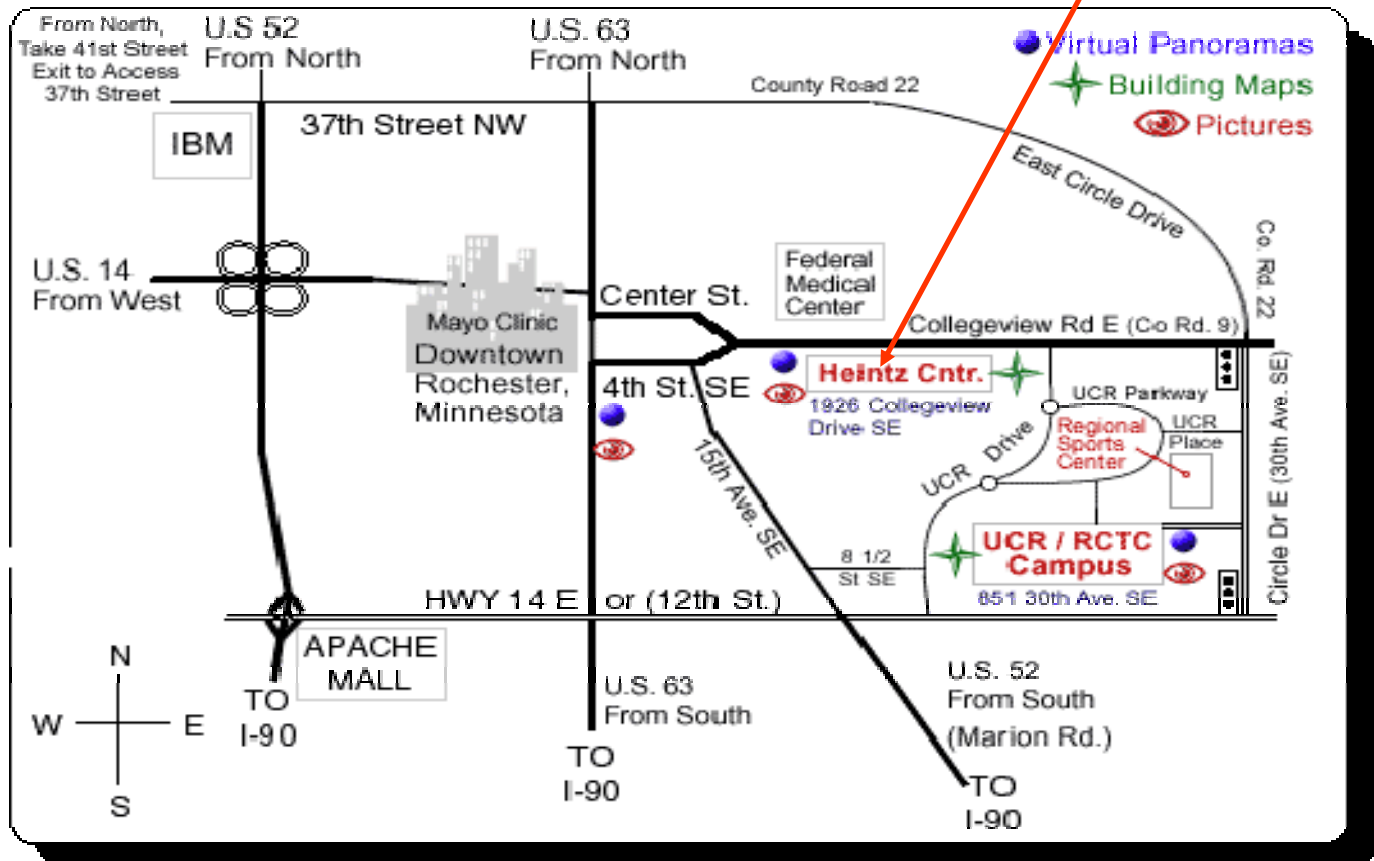 From North,
Take 41st Street
Exit to Access
37th Street
U.S 52
From North
U.S. 63
From North
Virtual Panoramas
Building Maps
Pictures
County Road 22
37th Street NW
IBM
East Circle Drive
Co. Rd. 22
U.S. 14
From West
Federal
Medical
Center
Center St.
Mayo Clinic
Downtown
Rochester,
Minnesota
Collegeview Rd E (Co Rd. 9)
4th St. SE
Heintz Cntr.
1926 Collegeview
Drive SE
UCR Parkway
UCR
Place
Regional
Sports
Center
UCR Drive
15th Ave. SE
Circle Dr E (30th Ave. SE)
8 1/2
St SE
UCR / RCTC
Campus
851 30th Ave. SE
HWY 14 E or (12th St.)
APACHE
MALL
TO
I-90
U.S. 63
From South
TO
I-90
U.S. 52
From South
(Marion Rd.)
TO
I-90
N
W E
S